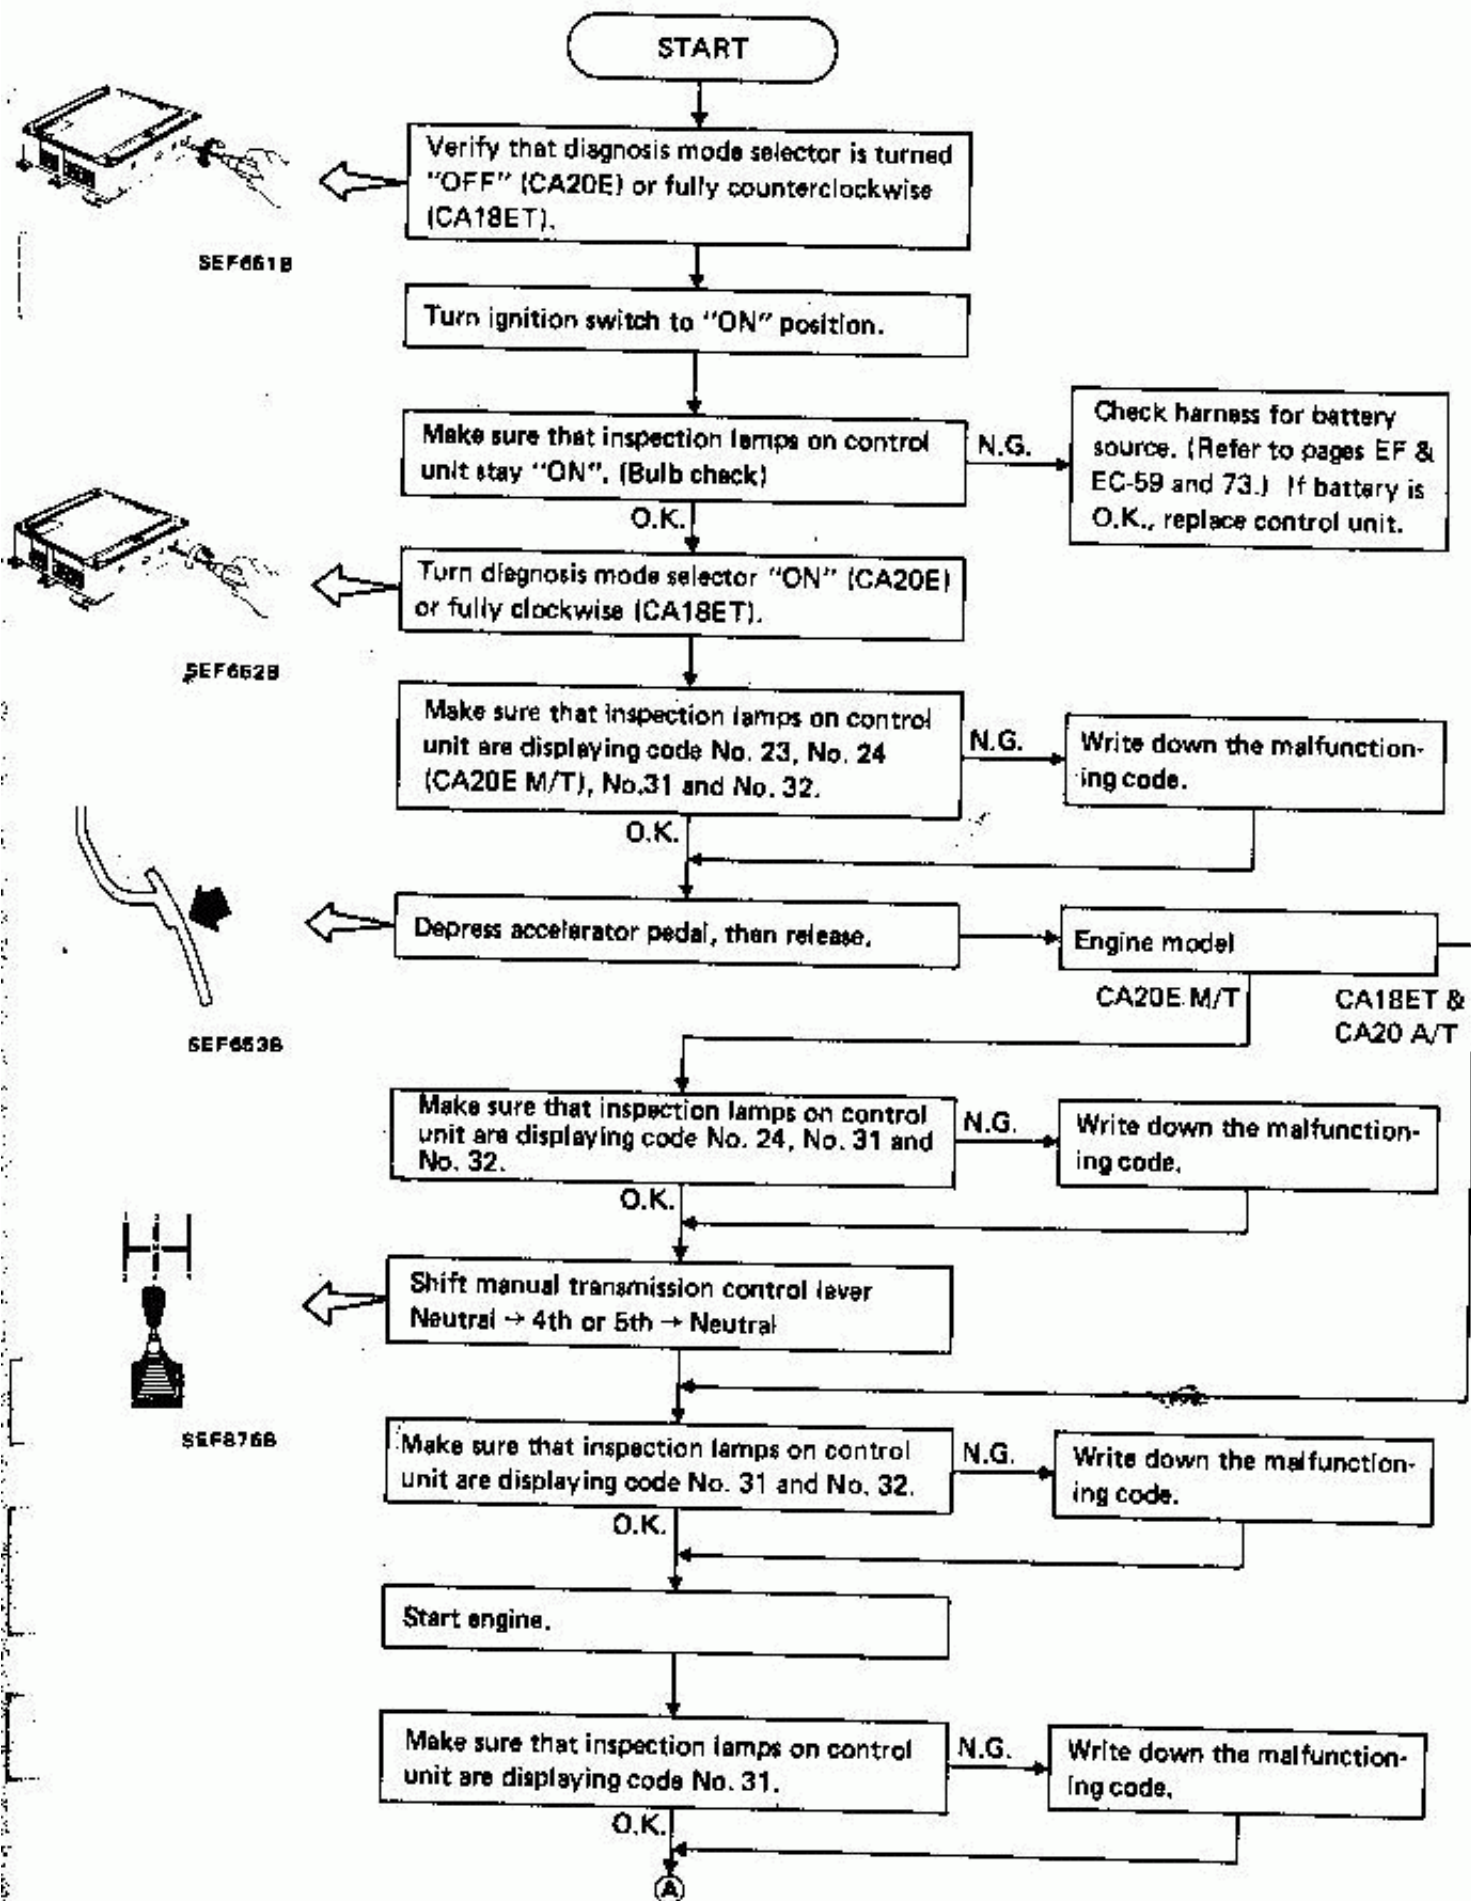 START
Verify that diagnosis mode selector is turned
"OFF" (CA20E) or fully counterclockwise
(CA18ET).
SEF651B
Turn ignition switch to "ON" position.
Make sure that inspection lamps on control
unit stay "ON". (Bulb check)
N.G.
Check harness for battery
source. (Refer to pages EF &
EC-59 and 73.) If battery is
O.K., replace control unit.
O.K.
Turn diagnosis mode selector "ON" (CA20E)
or fully clockwise (CA18ET).
SEF652B
Make sure that inspection lamps on control
unit are displaying code No. 23, No. 24
(CA20E M/T), No.31 and No. 32.
N.G.
Write down the malfunction-
ing code.
O.K.
Depress accelerator pedal, then release.
Engine model
CA20E M/T
CA18ET &
CA20 A/T
SEF653B
Make sure that inspection lamps on control
unit are displaying code No. 24, No. 31 and
No. 32.
N.G.
Write down the malfunction-
ing code.
O.K.
Shift manual transmission control lever
Neutral → 4th or 5th → Neutral
SEF876B
Make sure that inspection lamps on control
unit are displaying code No. 31 and No. 32.
N.G.
Write down the malfunction-
ing code.
O.K.
Start engine.
Make sure that inspection lamps on control
unit are displaying code No. 31.
N.G.
Write down the malfunction-
ing code.
O.K.
A